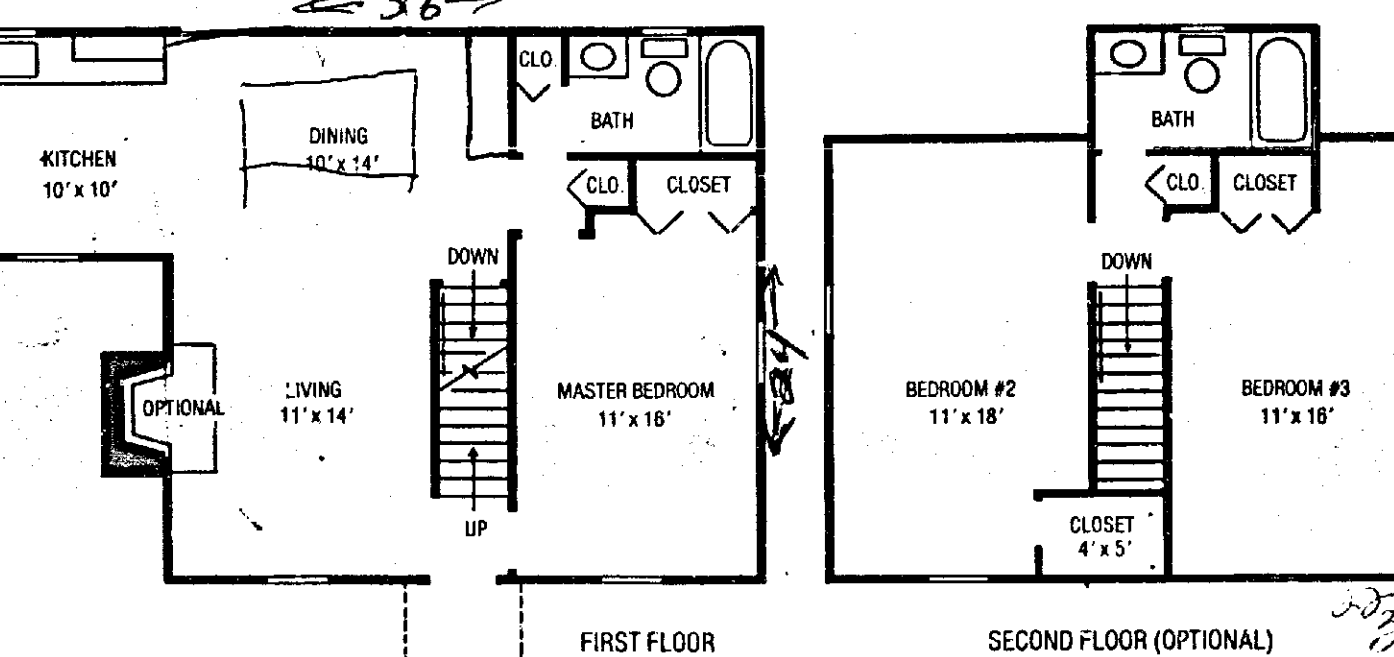 36
CLO.
BATH
DINING
10' x 14'
KITCHEN
10' x 10'
CLO.
CLOSET
DOWN
OPTIONAL
LIVING
11' x 14'
MASTER BEDROOM
11' x 16'
UP
FIRST FLOOR
BATH
CLO.
CLOSET
DOWN
BEDROOM #2
11' x 18'
BEDROOM #3
11' x 16'
CLOSET
4' x 5'
SECOND FLOOR (OPTIONAL)